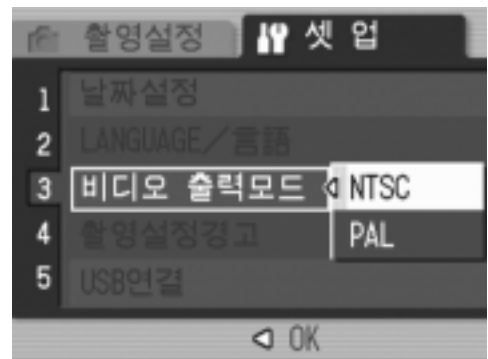 촬영설정 셋 업
1 날짜설정
2 LANGUAGE／言語
3 비디오 출력모드 NTSC
4 촬영설정경고 PAL
5 USB연결
OK